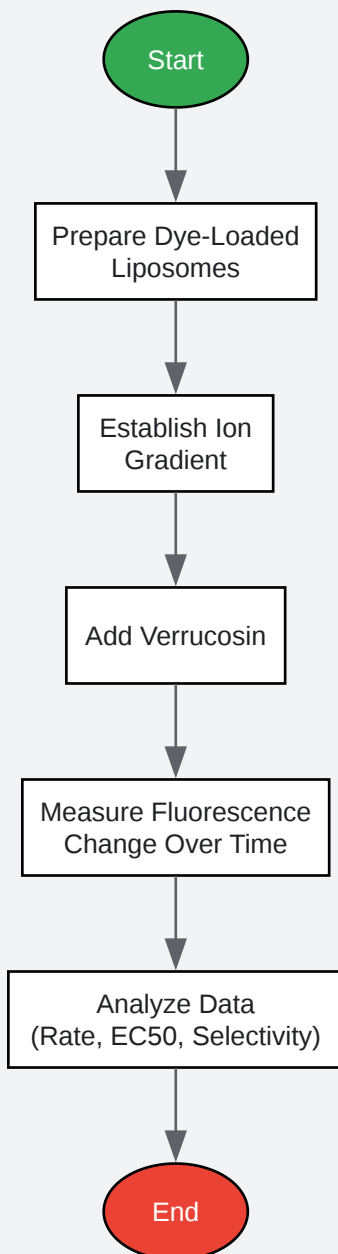 Start
Prepare Dye-Loaded
Liposomes
Establish Ion
Gradient
Add Verrucosin
Measure Fluorescence
Change Over Time
Analyze Data
(Rate, EC50, Selectivity)
End